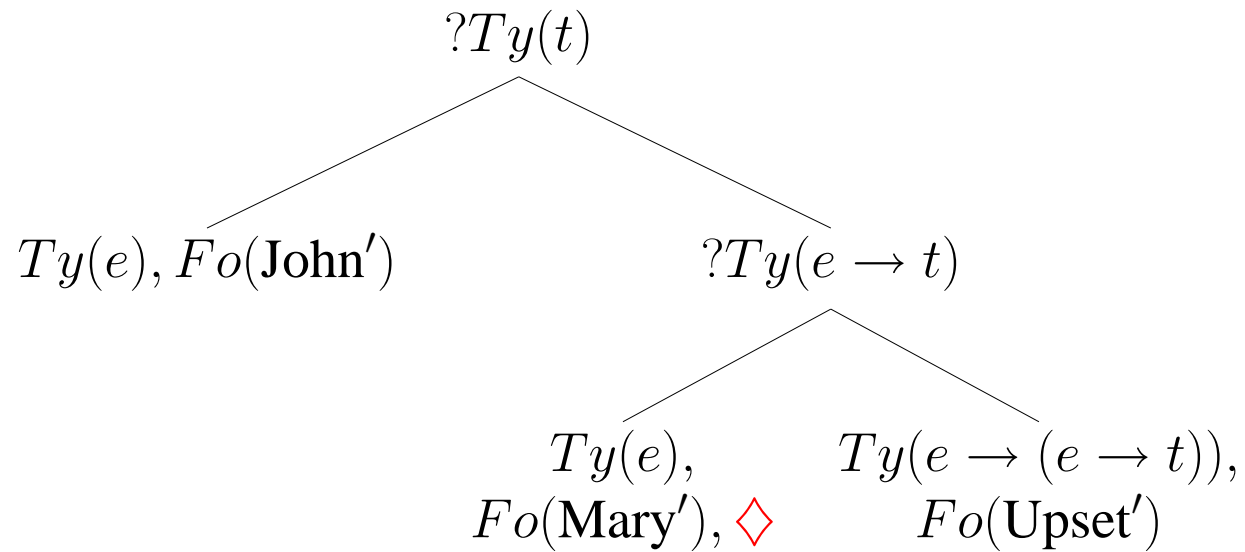 ?Ty(t)
Ty(e), Fo(John′) ?Ty(e → t)
Ty(e), Ty(e → (e → t)),
Fo(Mary′), ♢ Fo(Upset′)